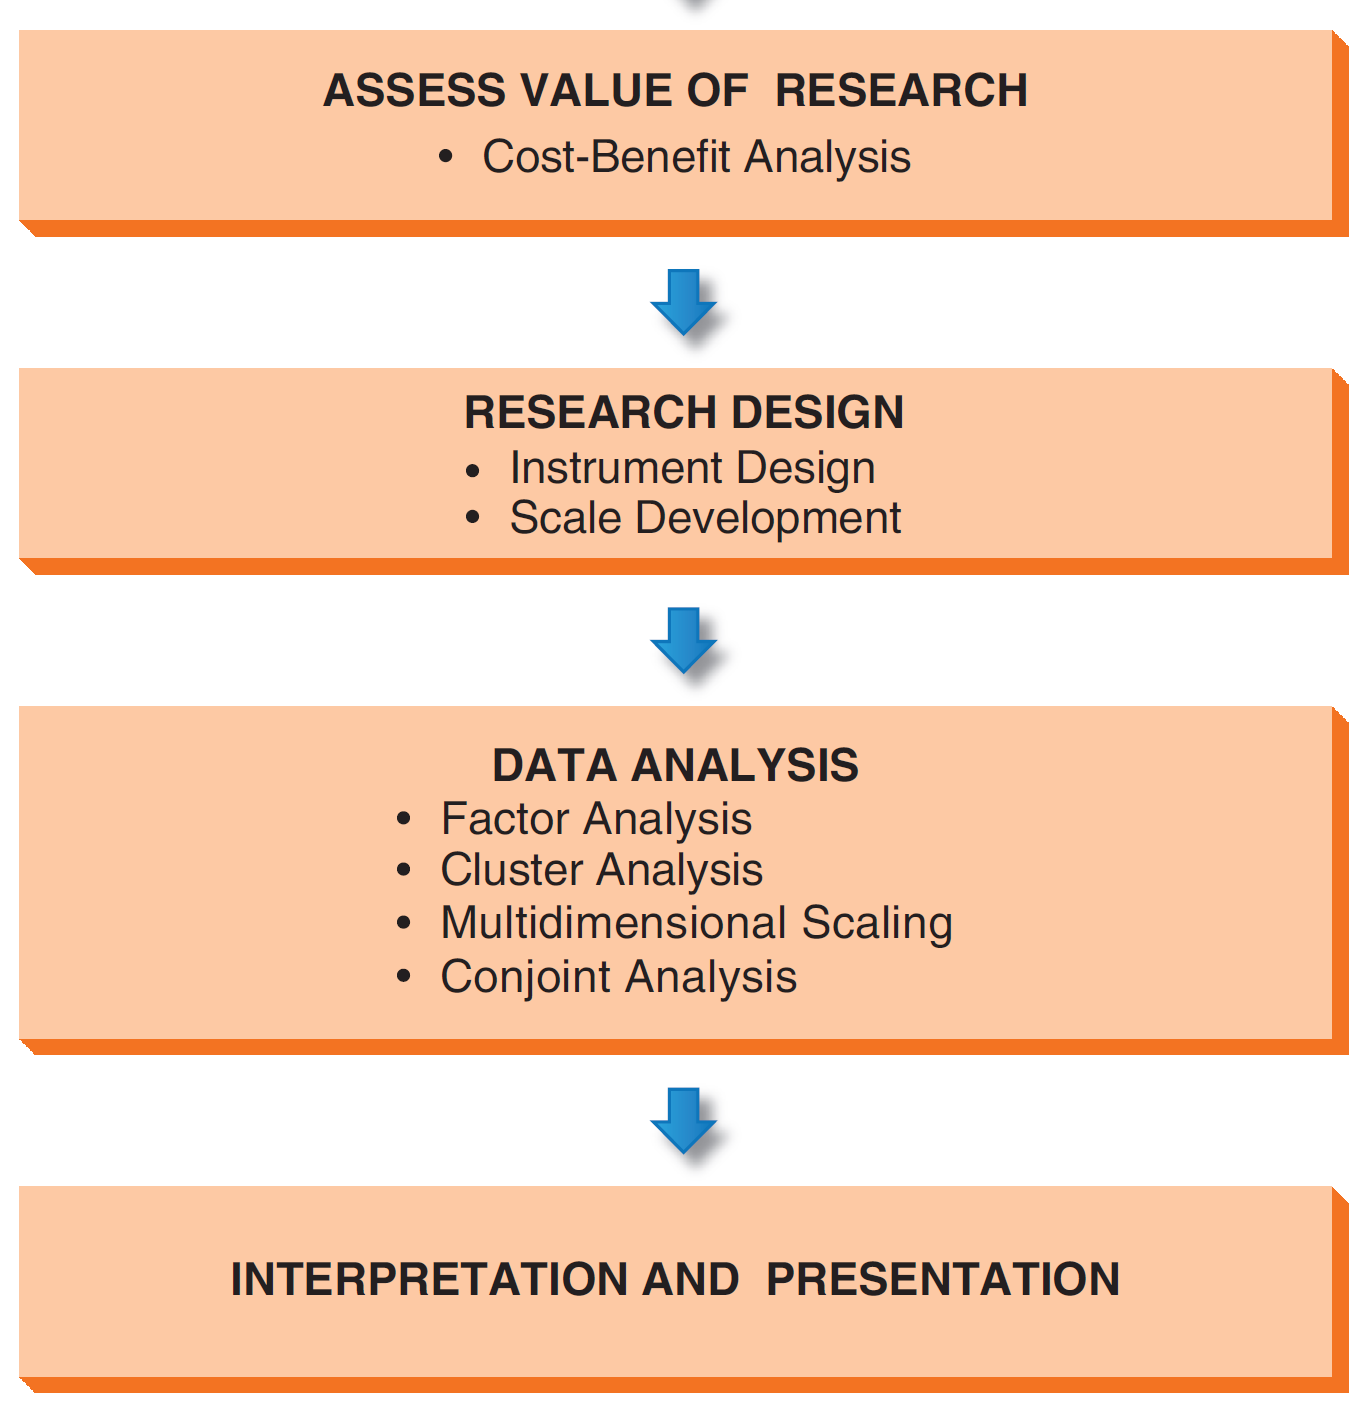 ASSESS VALUE OF RESEARCH
• Cost-Benefit Analysis
RESEARCH DESIGN
• Instrument Design
• Scale Development
DATA ANALYSIS
• Factor Analysis
• Cluster Analysis
• Multidimensional Scaling
• Conjoint Analysis
INTERPRETATION AND PRESENTATION